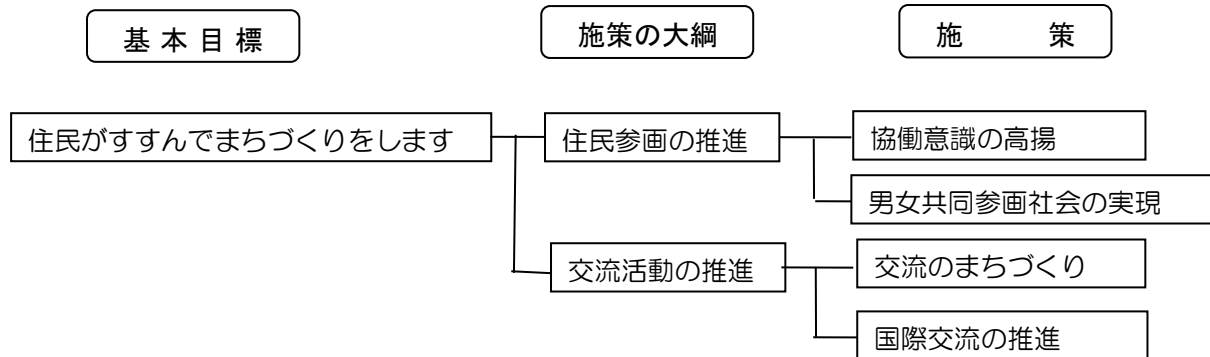 基本目標
施策の大綱
施　　策
住民がすすんでまちづくりをします
住民参画の推進
協働意識の高揚
男女共同参画社会の実現
交流活動の推進
交流のまちづくり
国際交流の推進